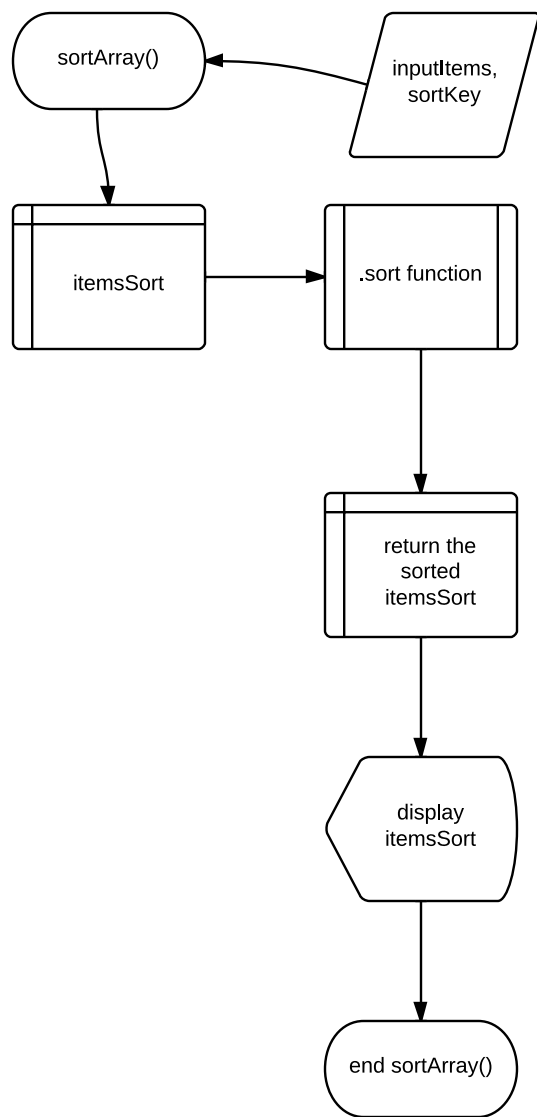 sortArray()
inputItems,
sortKey
itemsSort
.sort function
return the
sorted
itemsSort
display
itemsSort
end sortArray()